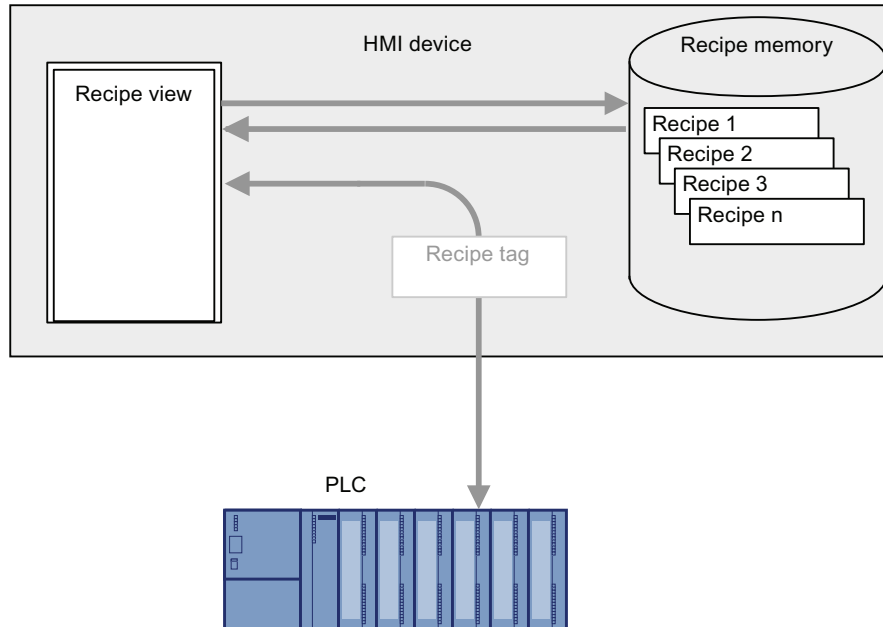 HMI device
Recipe memory
Recipe view
Recipe 1
Recipe 2
Recipe 3
Recipe n
Recipe tag
PLC